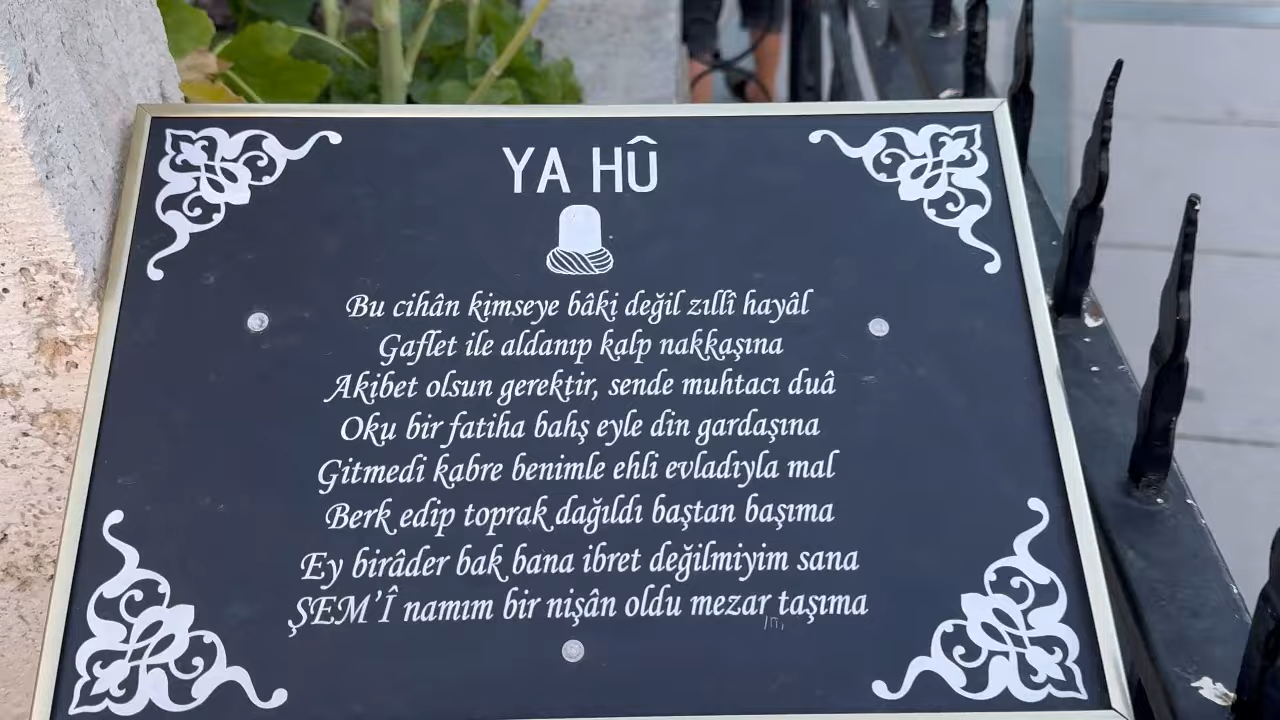 YA HÛ
Bu cihân kimseye bâki değil zıllî hayâl
Gaflet ile aldanıp kalp nakkaşına
Akibet olsun gerektir, sende muhtacı duâ
Oku bir fatiha bahş eyle din gardaşına
Gitmedi kabre benimle ehli evladıyla mal
Berk edip toprak dağıldı baştan başıma
Ey birâder bak bana ibret değilmiyim sana
ŞEM'Î namım bir nişân oldu mezar taşıma